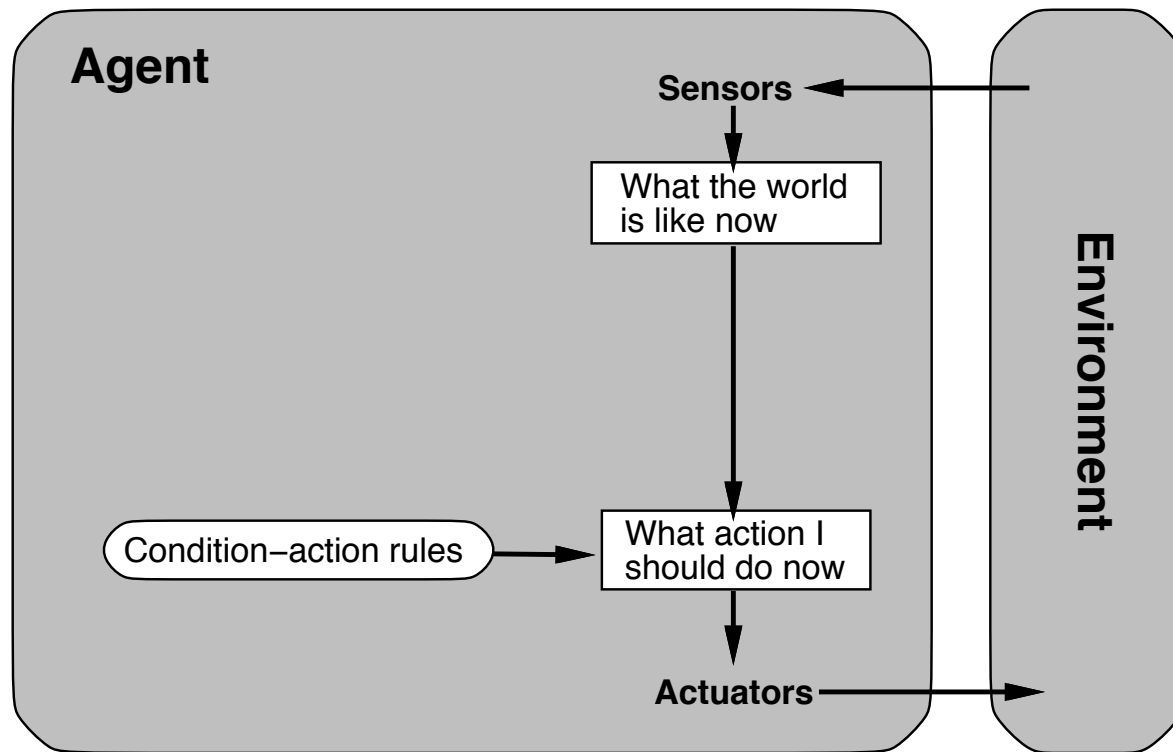 Agent
Sensors
What the world
is like now
Environment
Condition−action rules
What action I
should do now
Actuators